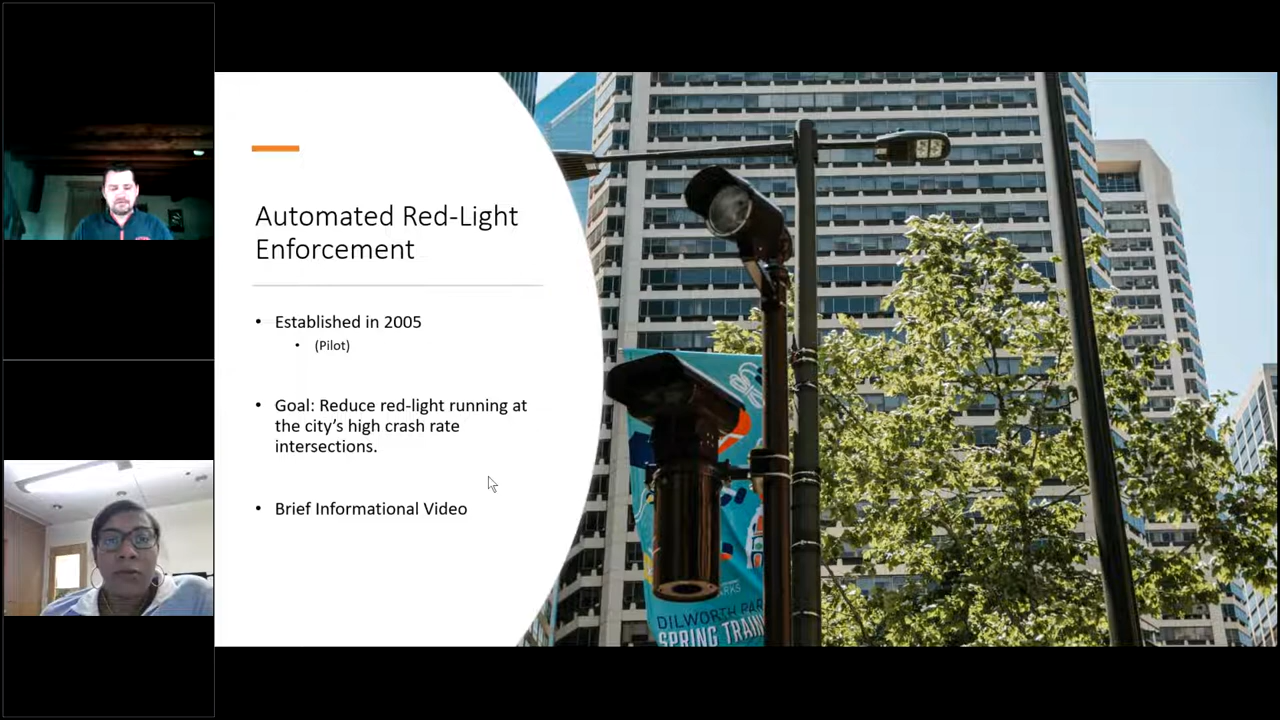 Automated Red-Light
Enforcement
• Established in 2005
• (Pilot)
• Goal: Reduce red-light running at
the city's high crash rate
intersections.
• Brief Informational Video
DILWORTH PAR
SPRING TRAIN